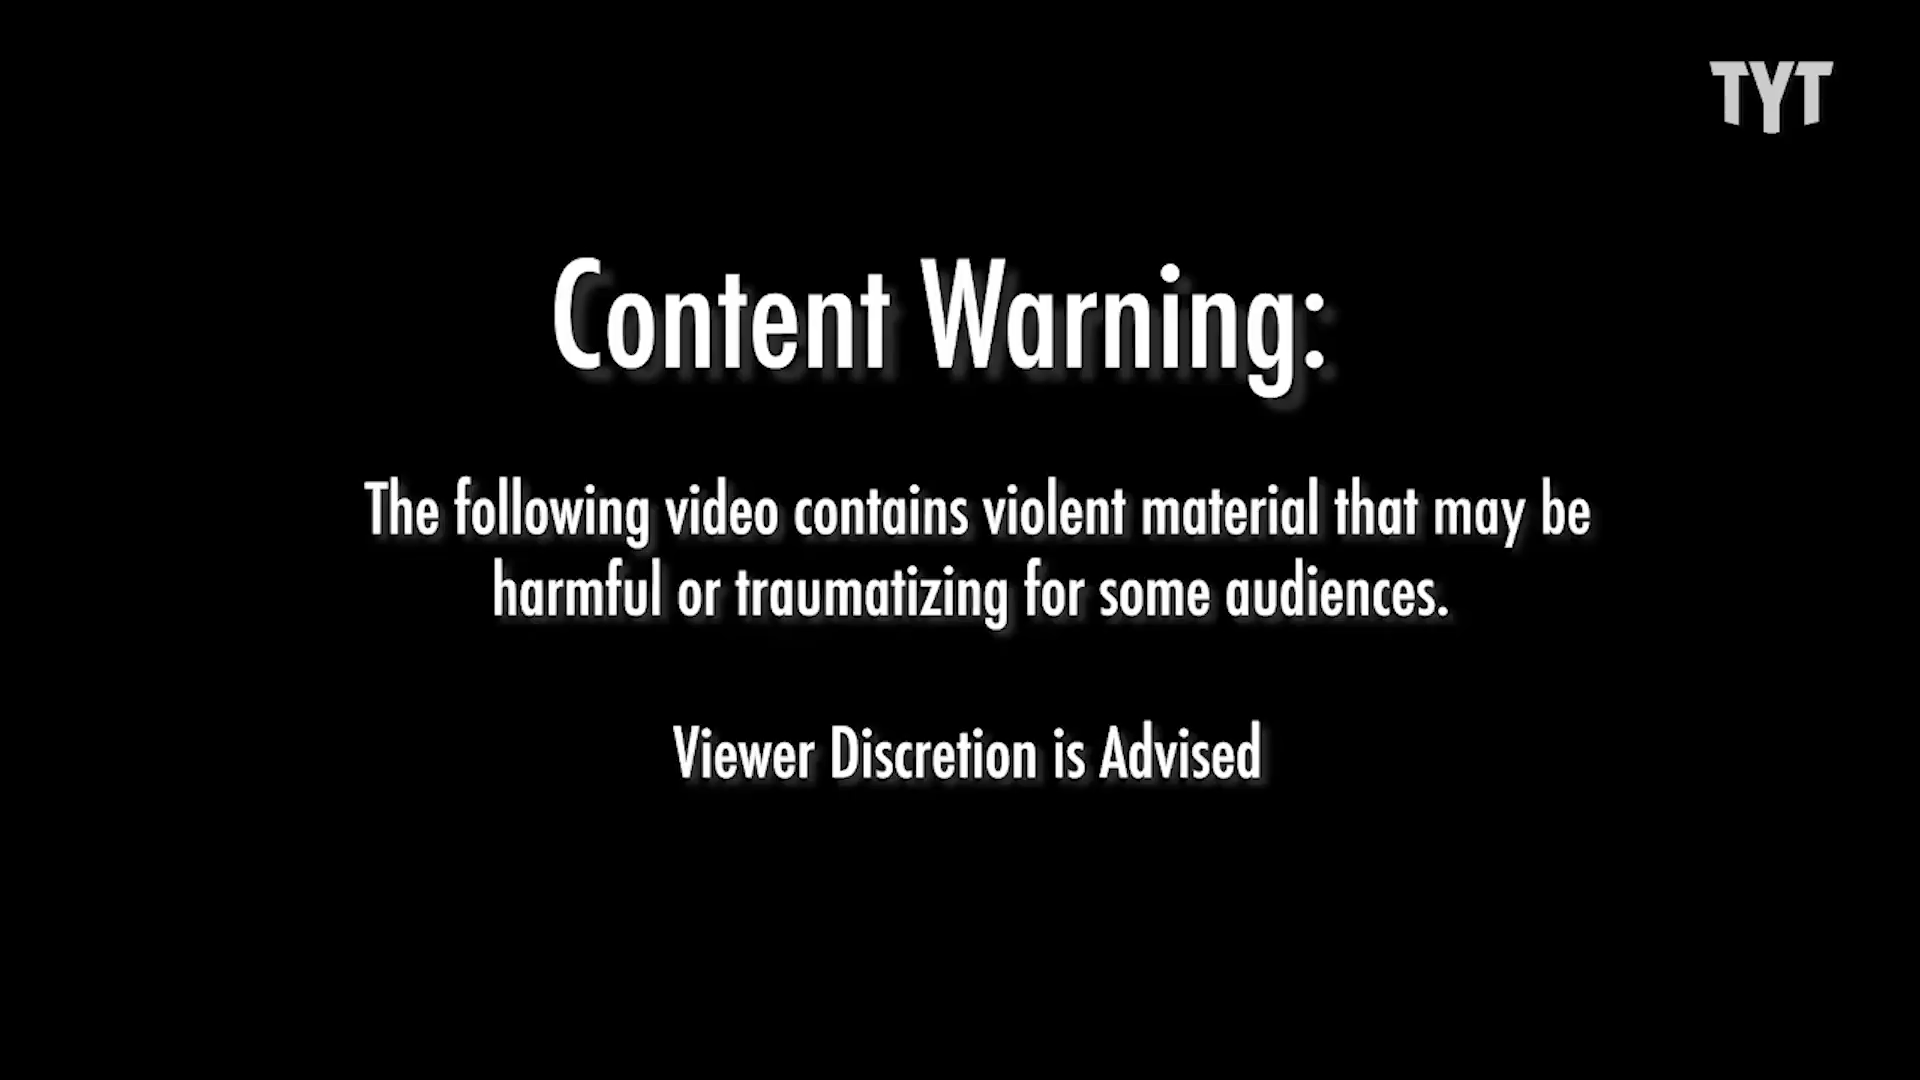 TYT
Content Warning:
The following video contains violent material that may be
harmful or traumatizing for some audiences.
Viewer Discretion is Advised